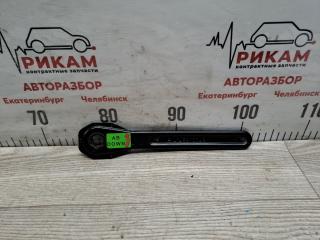 РИКАМ
контрактные запчасти
АВТОРАЗБОР
Екатеринбург Челябинск
РИКАМ
контрактные запчасти
АВТОРАЗБОР
Екатеринбург Челябинск
70 80 90 100 110
AB
DOWN